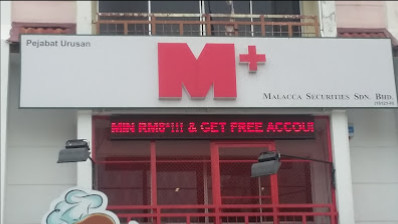 Pejabat Urusan
M+
MALACCA SECURITIES SDN. BHD.
MIN RM8*!!! & GET FREE ACCOU